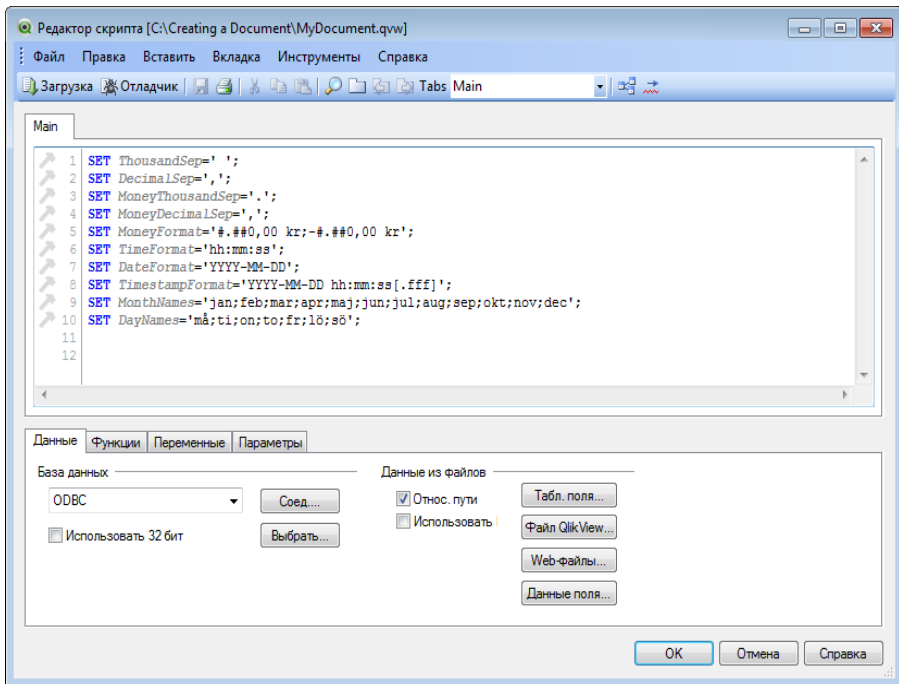 Редактор скрипта [C:\Creating a Document\MyDocument.qvw]
Файл Правка Вставить Вкладка Инструменты Справка
Загрузка Отладчик Tabs Main
Main
1 SET ThousandSep=' ';
2 SET DecimalSep=',';
3 SET MoneyThousandSep='.';
4 SET MoneyDecimalSep=',';
5 SET MoneyFormat='#.##0,00 kr;-#.##0,00 kr';
6 SET TimeFormat='hh:mm:ss';
7 SET DateFormat='YYYY-MM-DD';
8 SET TimestampFormat='YYYY-MM-DD hh:mm:ss[.fff]';
9 SET MonthNames='jan;feb;mar;apr;maj;jun;jul;aug;sep;okt;nov;dec';
10 SET DayNames='må;ti;on;to;fr;lö;sö';
11
12
Данные Функции Переменные Параметры
База данных Данные из файлов
ODBC Соед.... Относ. пути Табл. поля...
Использовать 32 бит Выбрать... Использовать Файл QlikView...
Web-файлы...
Данные поля...
OK Отмена Справка